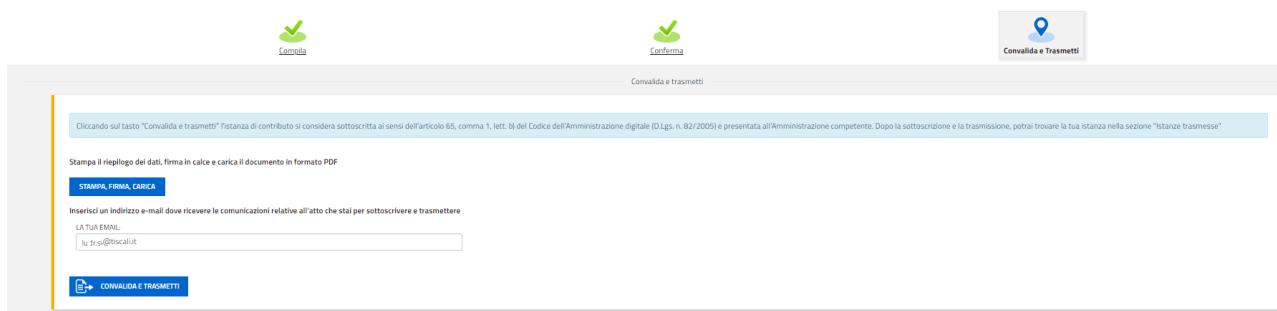 Compila
Conferma
Convalida e Trasmetti
Convalida e trasmetti
Cliccando sul tasto "Convalida e trasmetti" l'istanza di contributo si considera sottoscritta ai sensi dell'articolo 65, comma 1, lett. b) del Codice dell'Amministrazione digitale (D.Lgs. n. 82/2005) e presentata all'Amministrazione competente. Dopo la sottoscrizione e la trasmissione, potrai trovare la tua istanza nella sezione "Istanze trasmesse"
Stampa il riepilogo dei dati, firma in calce e carica il documento in formato PDF
STAMPA, FIRMA, CARICA
Inserisci un indirizzo e-mail dove ricevere le comunicazioni relative all'atto che stai per sottoscrivere e trasmettere
LA TUA EMAIL:
@tiscali.it
CONVALIDA E TRASMETTI